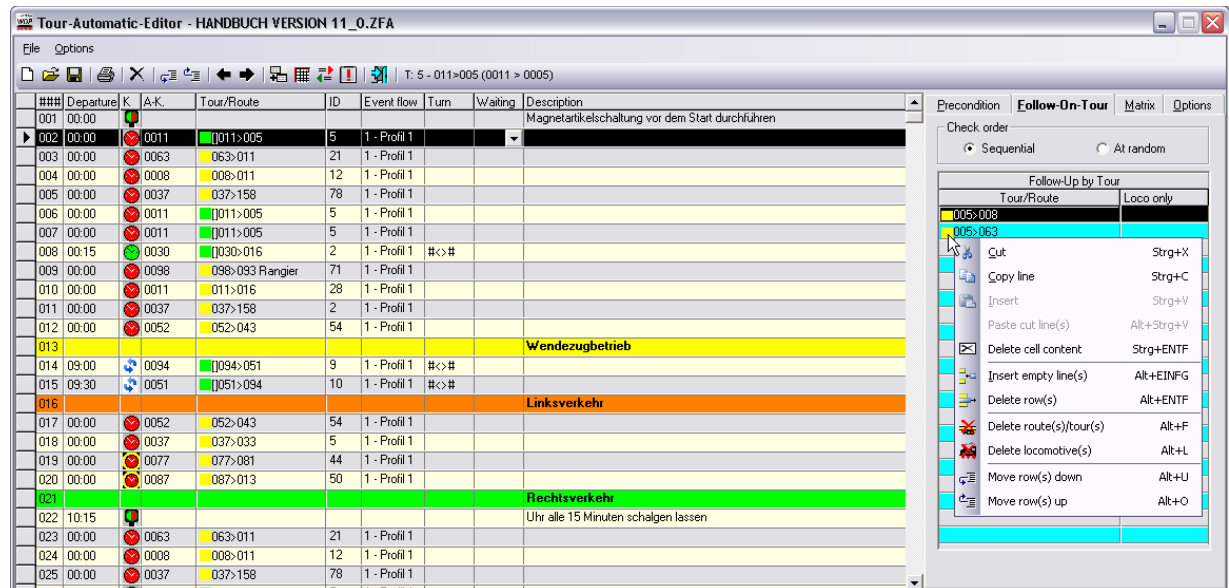 Tour-Automatic-Editor - HANDBUCH VERSION 11_0.ZFA
File Options
T: 5 - 011>005 (0011 > 0005)
### Departure K A-K. Tour/Route ID Event flow Turn Waiting Description
001 00:00 Magnetartikelschaltung vor dem Start durchführen
002 00:00 0011 []011>005 5 1 - Profil 1
003 00:00 0063 063>011 21 1 - Profil 1
004 00:00 0008 008>011 12 1 - Profil 1
005 00:00 0037 037>158 78 1 - Profil 1
006 00:00 0011 []011>005 5 1 - Profil 1
007 00:00 0011 []011>005 5 1 - Profil 1
008 00:15 0030 []030>016 2 1 - Profil 1 #<>#
009 00:00 0098 098>093 Rangier 71 1 - Profil 1
010 00:00 0011 011>016 28 1 - Profil 1
011 00:00 0037 037>158 2 1 - Profil 1
012 00:00 0052 052>043 54 1 - Profil 1
013 Wendezugbetrieb
014 09:00 0094 []094>051 9 1 - Profil 1 #<>#
015 09:30 0051 []051>094 10 1 - Profil 1 #<>#
016 Linksverkehr
017 00:00 0052 052>043 54 1 - Profil 1
018 00:00 0037 037>033 5 1 - Profil 1
019 00:00 0077 077>081 44 1 - Profil 1
020 00:00 0087 087>013 50 1 - Profil 1
021 Rechtsverkehr
022 10:15 Uhr alle 15 Minuten schalgen lassen
023 00:00 0063 063>011 21 1 - Profil 1
024 00:00 0008 008>011 12 1 - Profil 1
025 00:00 0037 037>158 78 1 - Profil 1
Precondition Follow-On-Tour Matrix Options
Check order
Sequential At random
Follow-Up by Tour
Tour/Route Loco only
005>008
005>063
Cut Strg+X
Copy line Strg+C
Insert Strg+V
Paste cut line(s) Alt+Strg+V
Delete cell content Strg+ENTF
Insert empty line(s) Alt+EINFG
Delete row(s) Alt+ENTF
Delete route(s)/tour(s) Alt+F
Delete locomotive(s) Alt+L
Move row(s) down Alt+U
Move row(s) up Alt+O